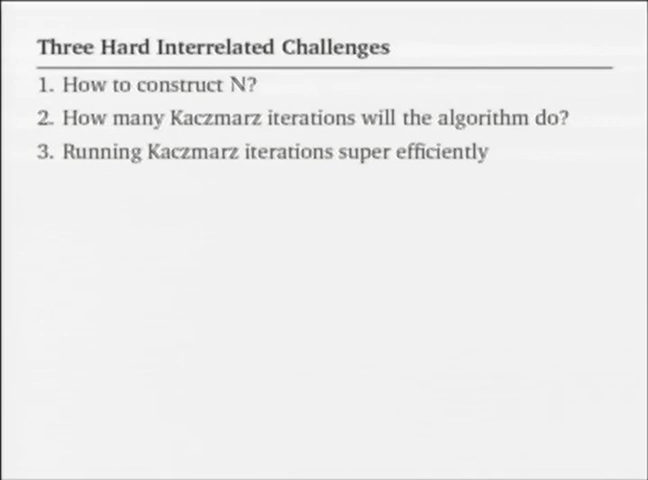 Three Hard Interrelated Challenges
1. How to construct N?
2. How many Kaczmarz iterations will the algorithm do?
3. Running Kaczmarz iterations super efficiently